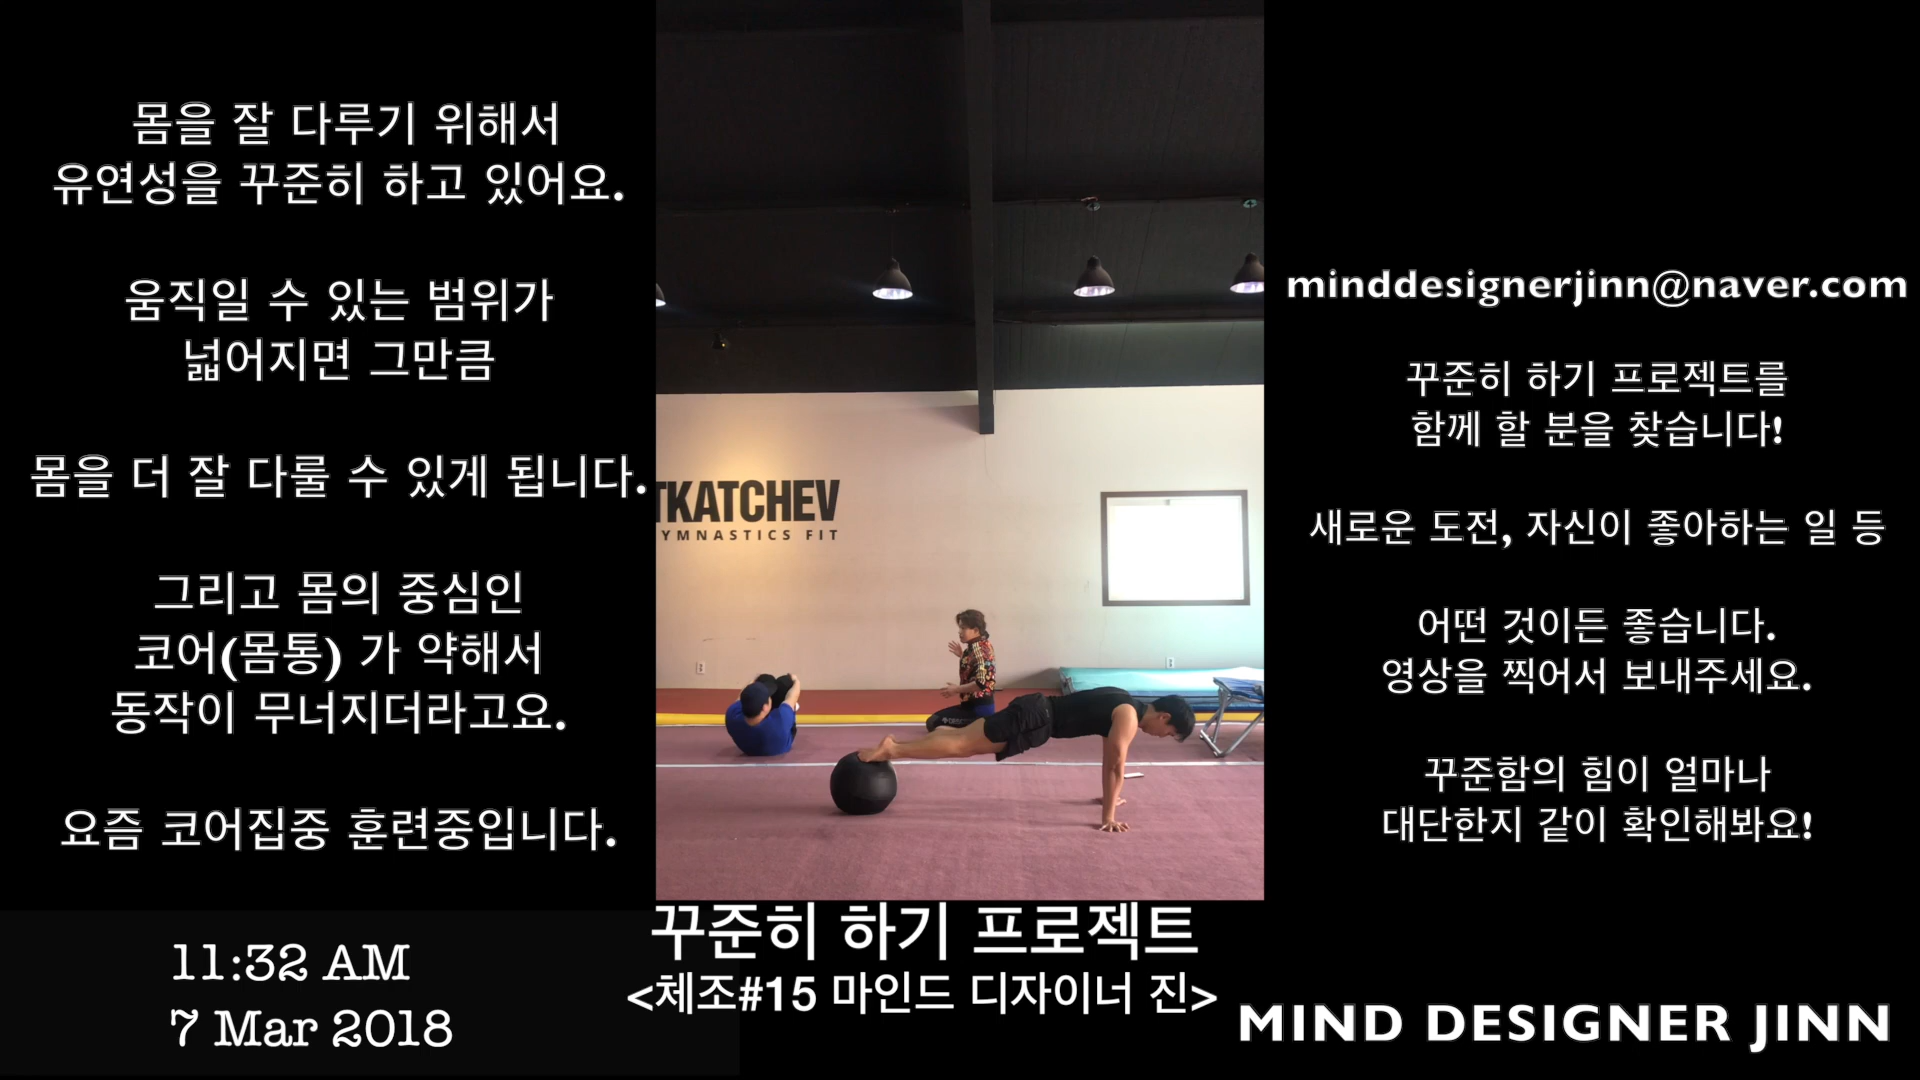 몸을 잘 다루기 위해서
유연성을 꾸준히 하고 있어요.
움직일 수 있는 범위가
넓어지면 그만큼
몸을 더 잘 다룰 수 있게 됩니다.
그리고 몸의 중심인
코어(몸통) 가 약해서
동작이 무너지더라고요.
요즘 코어집중 훈련중입니다.
11:32 AM
7 Mar 2018
TKATCHEV
YMNASTICS FIT
꾸준히 하기 프로젝트
<체조#15 마인드 디자이너 진>
minddesignerjinn@naver.com
꾸준히 하기 프로젝트를
함께 할 분을 찾습니다!
새로운 도전, 자신이 좋아하는 일 등
어떤 것이든 좋습니다.
영상을 찍어서 보내주세요.
꾸준함의 힘이 얼마나
대단한지 같이 확인해봐요!
MIND DESIGNER JINN